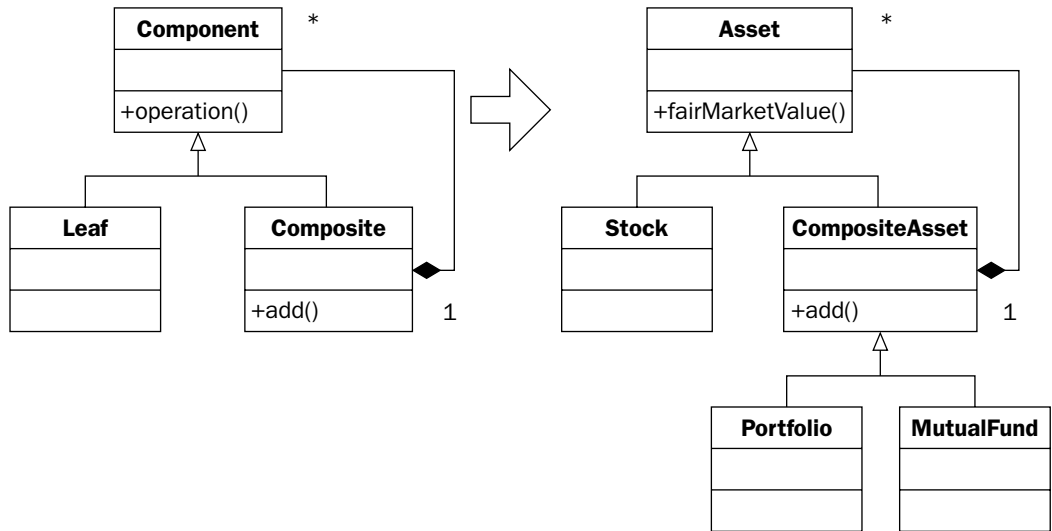 Component
*
+operation()
Leaf
Composite
+add()
1
Asset
*
+fairMarketValue()
Stock
CompositeAsset
+add()
1
Portfolio
MutualFund